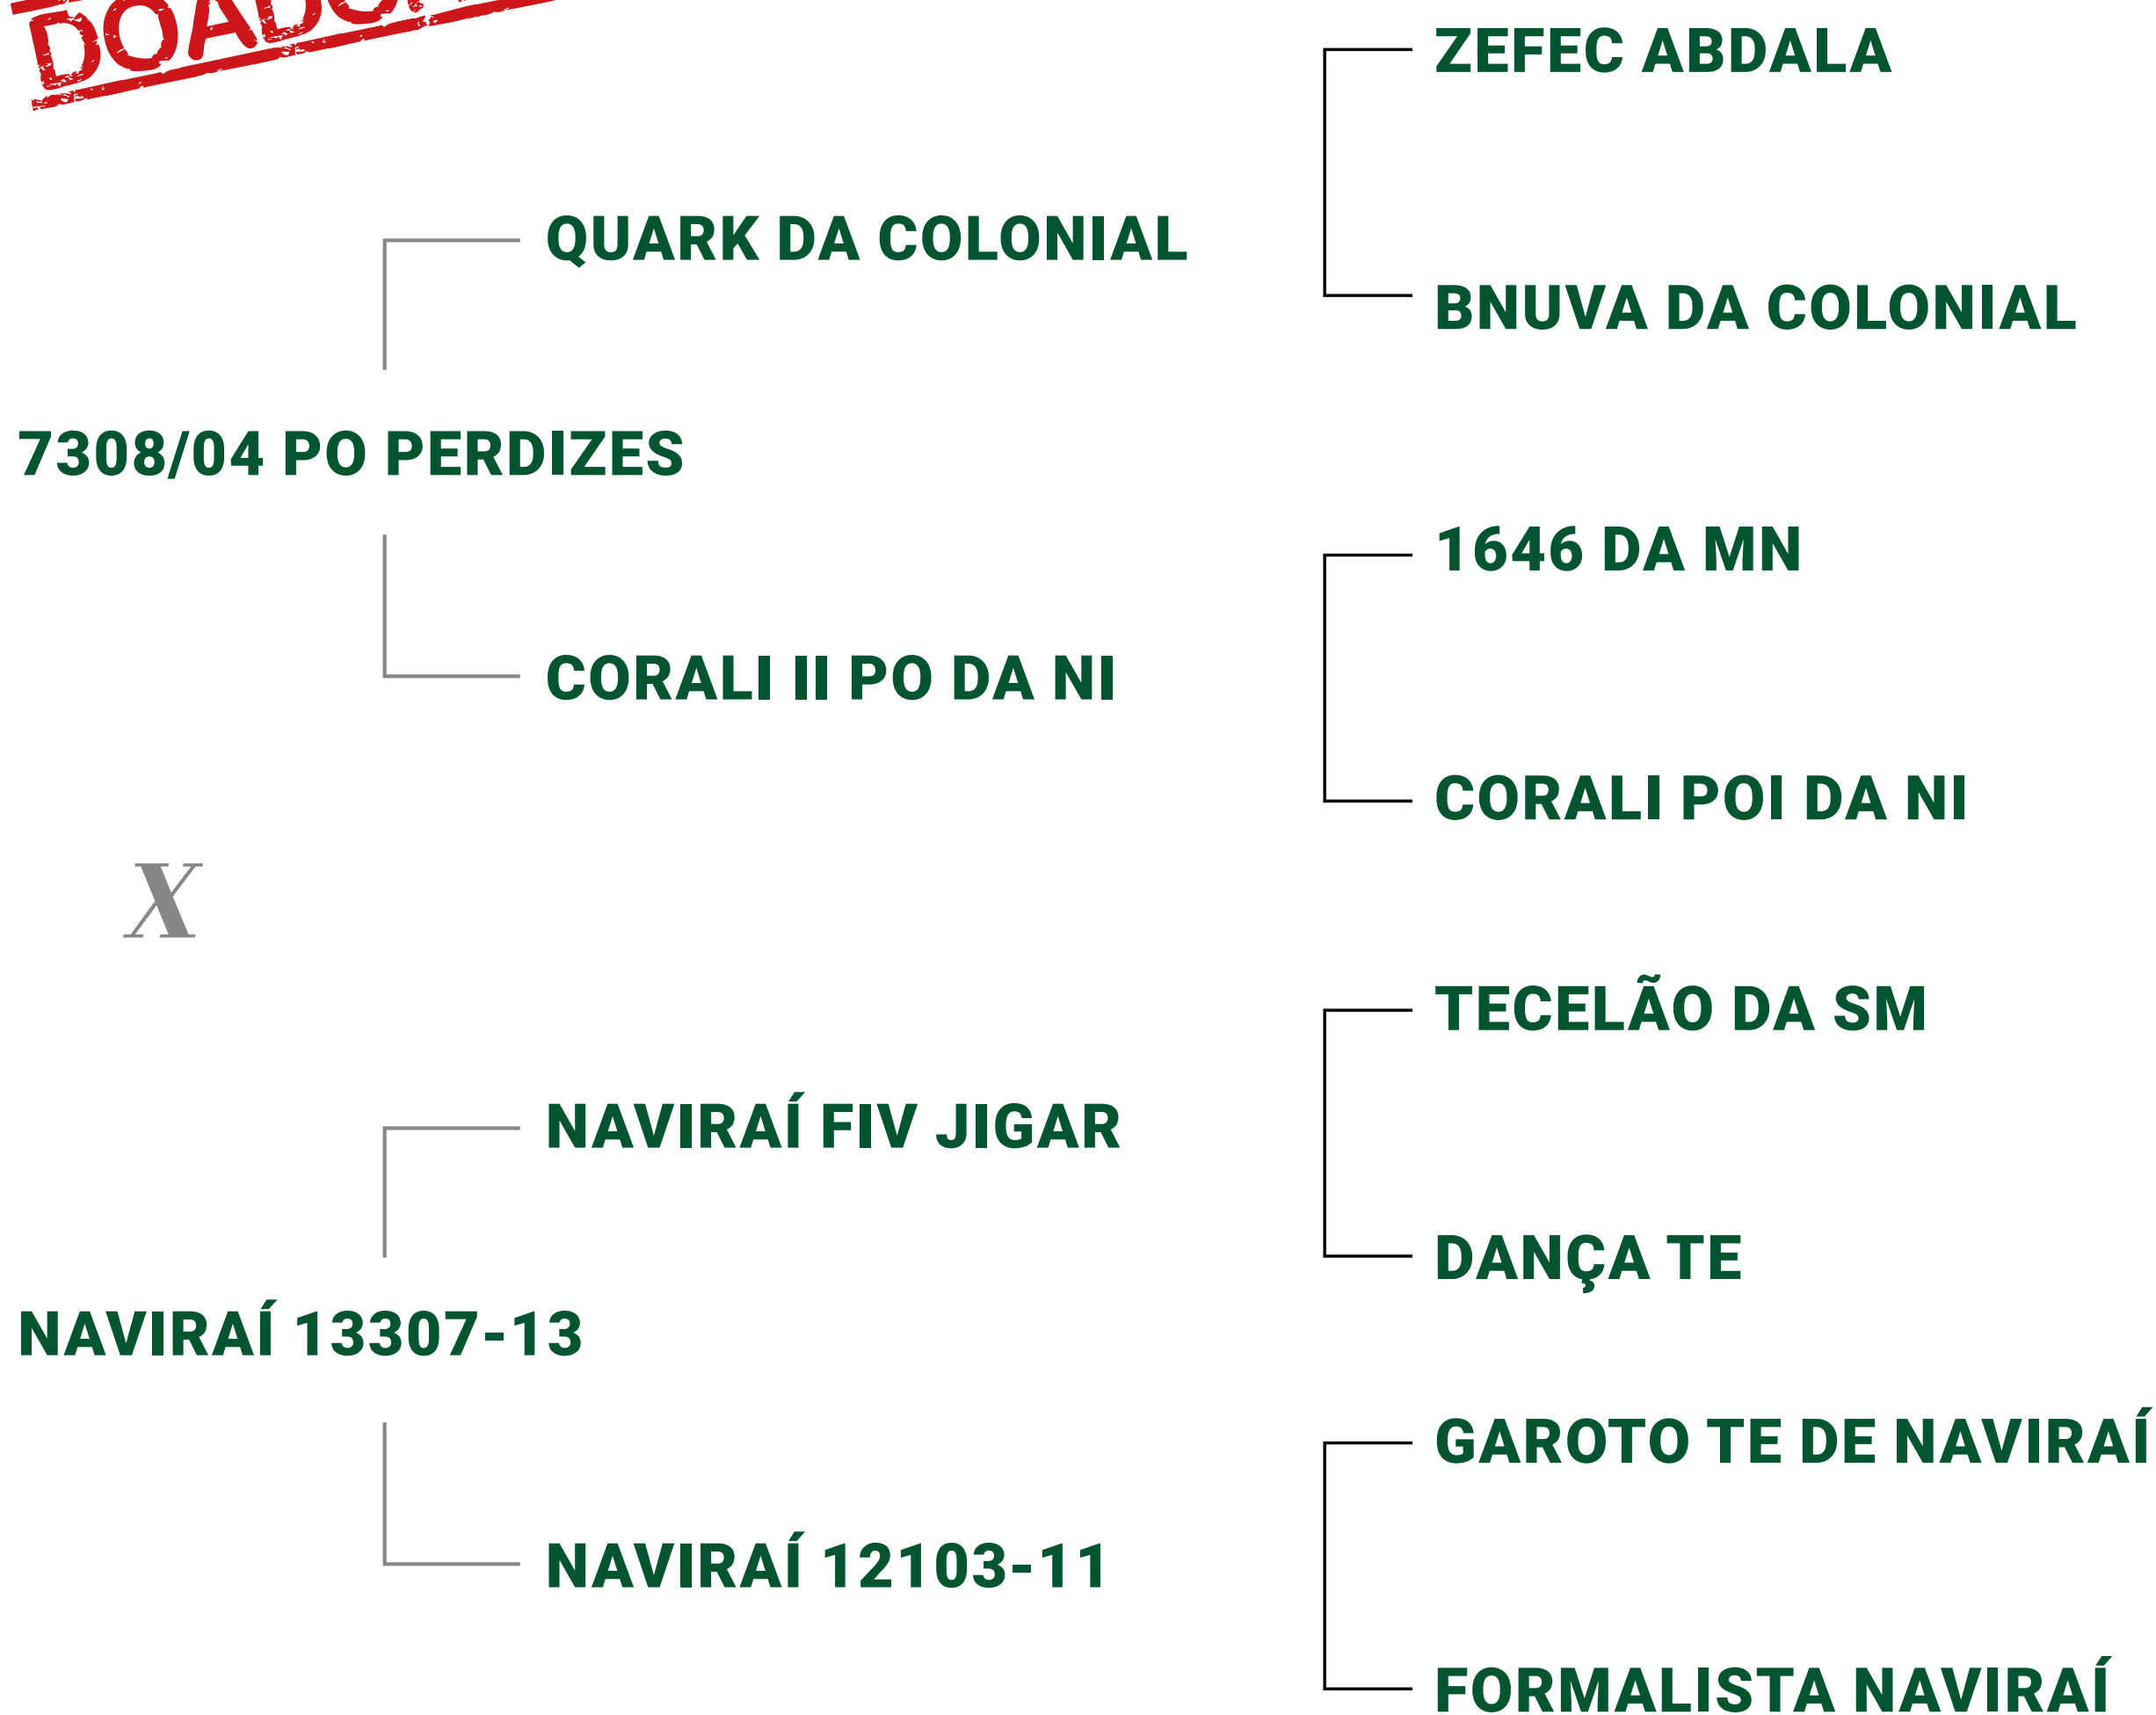 ZEFEC ABDALA
QUARK DA COLONIAL
BNUVA DA COLONIAL
7308/04 PO PERDIZES
1646 DA MN
CORALI II PO DA NI
CORALI POI DA NI
X
TECELÃO DA SM
NAVIRAÍ FIV JIGAR
DANÇA TE
NAVIRAÍ 13307-13
GAROTO TE DE NAVIRAÍ
NAVIRAÍ 12103-11
FORMALISTA NAVIRAÍ